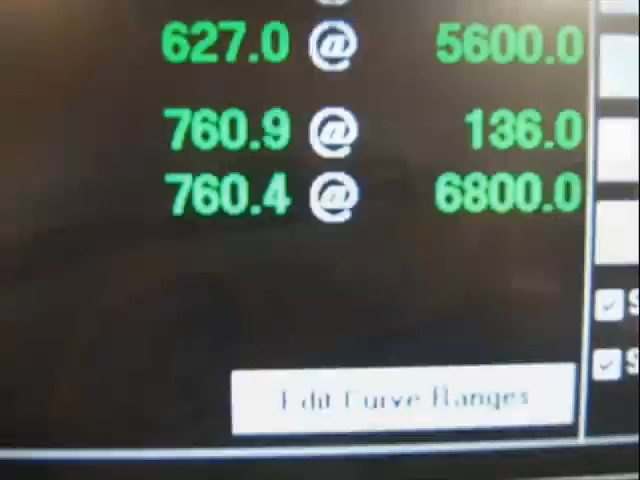 627.0 @ 5600.0
760.9 @ 136.0
760.4 @ 6800.0
Edit Curve Ranges
S
S